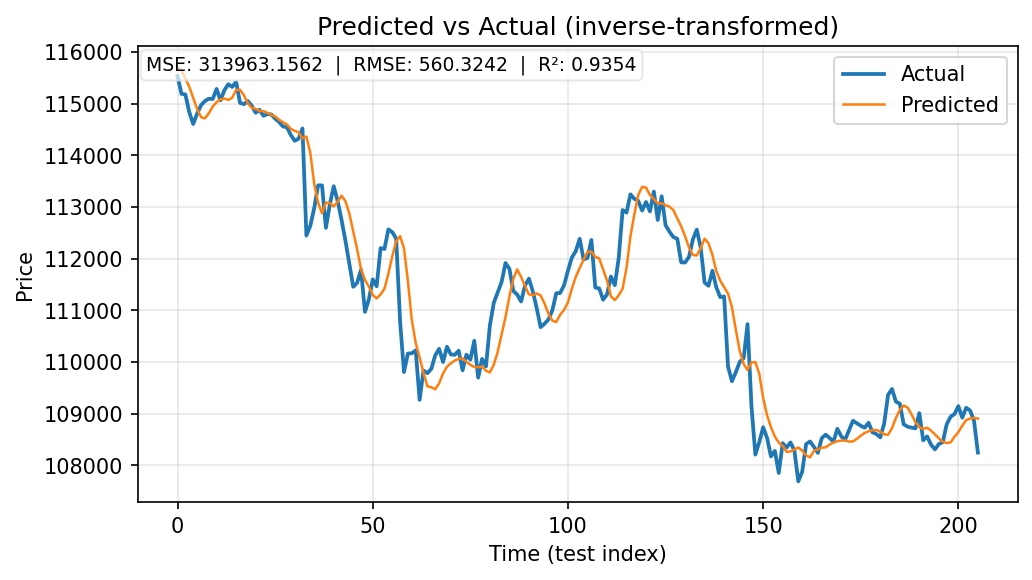 Predicted vs Actual (inverse-transformed)
MSE: 313963.1562 | RMSE: 560.3242 | R²: 0.9354
Actual
Predicted
116000
115000
114000
113000
112000
111000
110000
109000
108000
Price
0
50
100
150
200
Time (test index)